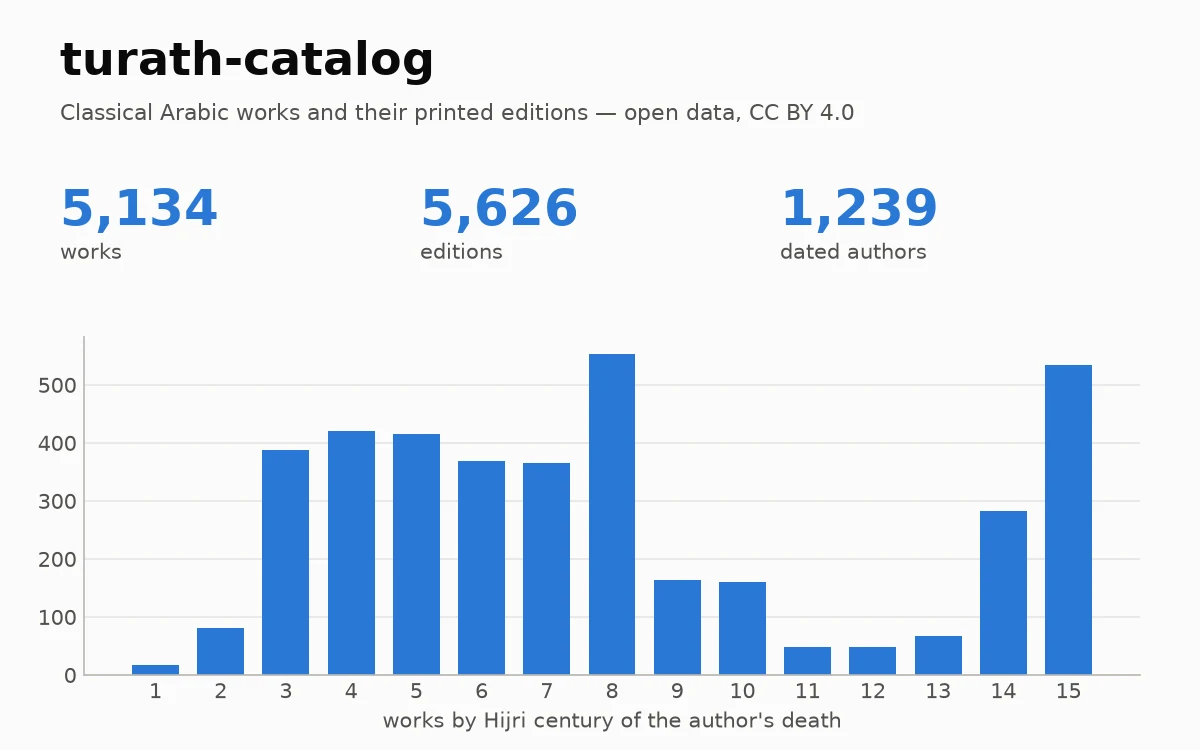 turath-catalog
Classical Arabic works and their printed editions — open data, CC BY 4.0
5,134 5,626 1,239
works editions dated authors
500
400
300
200
100
0
1 2 3 4 5 6 7 8 9 10 11 12 13 14 15
works by Hijri century of the author's death